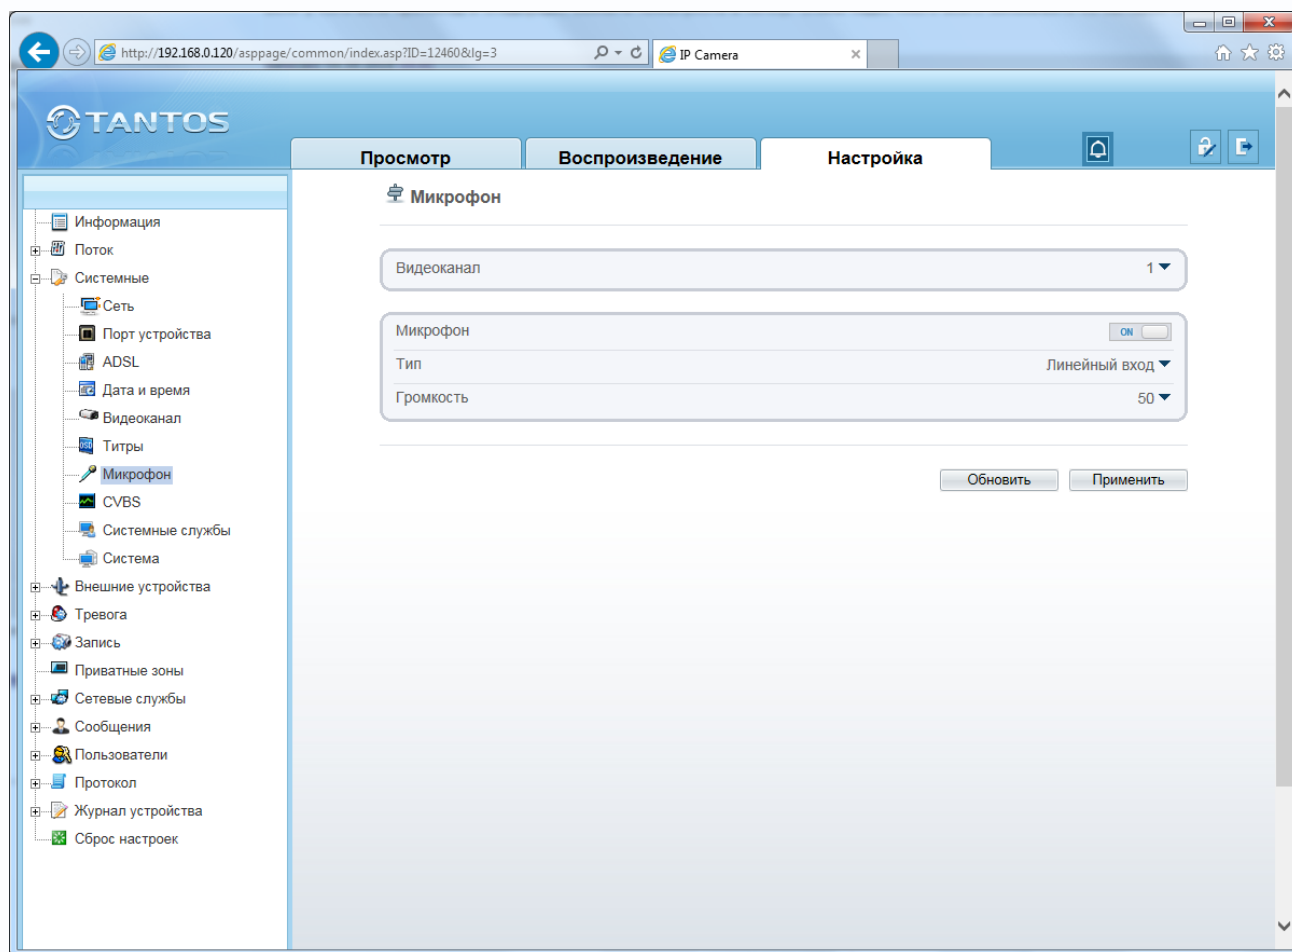 http://192.168.0.120/asppage/common/index.asp?ID=12460&lg=3
IP Camera
TANTOS
Просмотр
Воспроизведение
Настройка
Микрофон
Информация
Поток
Системные
Сеть
Порт устройства
ADSL
Дата и время
Видеоканал
Титры
Микрофон
CVBS
Системные службы
Система
Внешние устройства
Тревога
Запись
Приватные зоны
Сетевые службы
Сообщения
Пользователи
Протокол
Журнал устройства
Сброс настроек
Видеоканал 1
Микрофон ON
Тип Линейный вход
Громкость 50
Обновить Применить